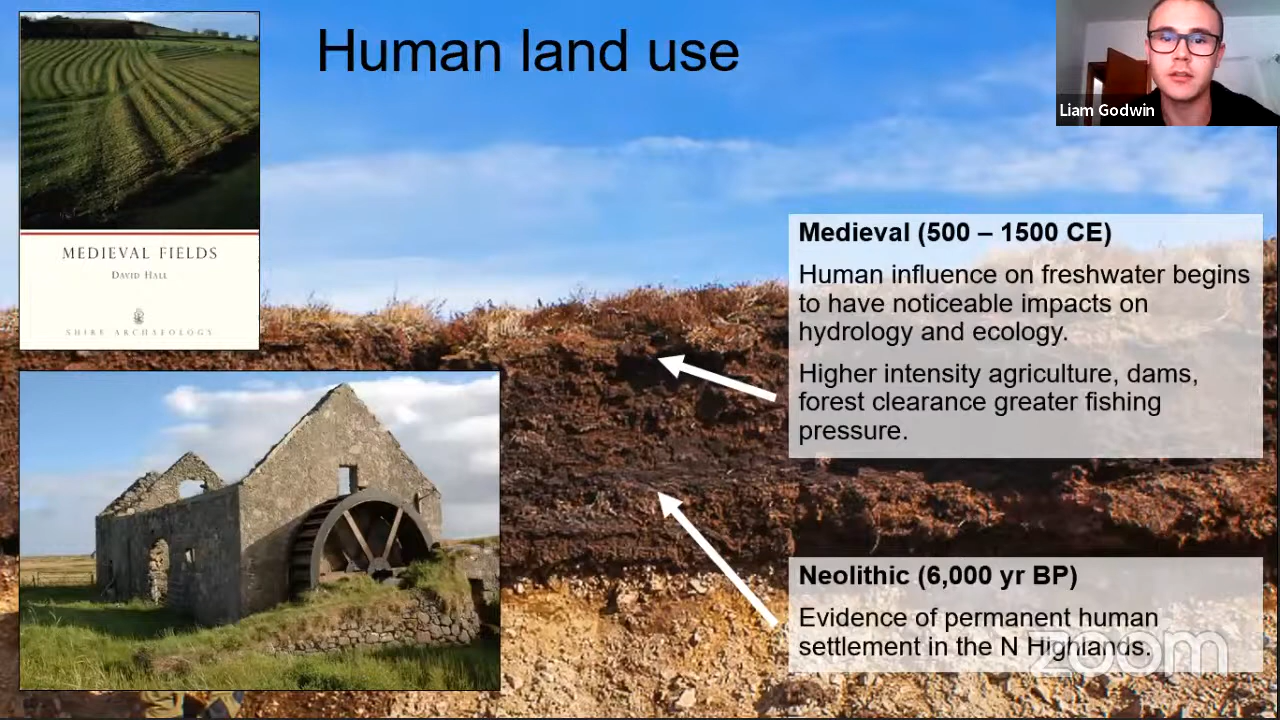 Human land use
Liam Godwin
MEDIEVAL FIELDS
DAVID HALL
SHIRE ARCHAEOLOGY
Medieval (500 – 1500 CE)
Human influence on freshwater begins
to have noticeable impacts on
hydrology and ecology.
Higher intensity agriculture, dams,
forest clearance greater fishing
pressure.
Neolithic (6,000 yr BP)
Evidence of permanent human
settlement in the N Highlands.
zoom